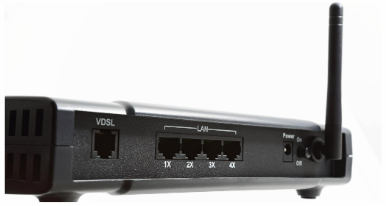 VDSL
LAN
1X 2X 3X 4X
Power
On
Off